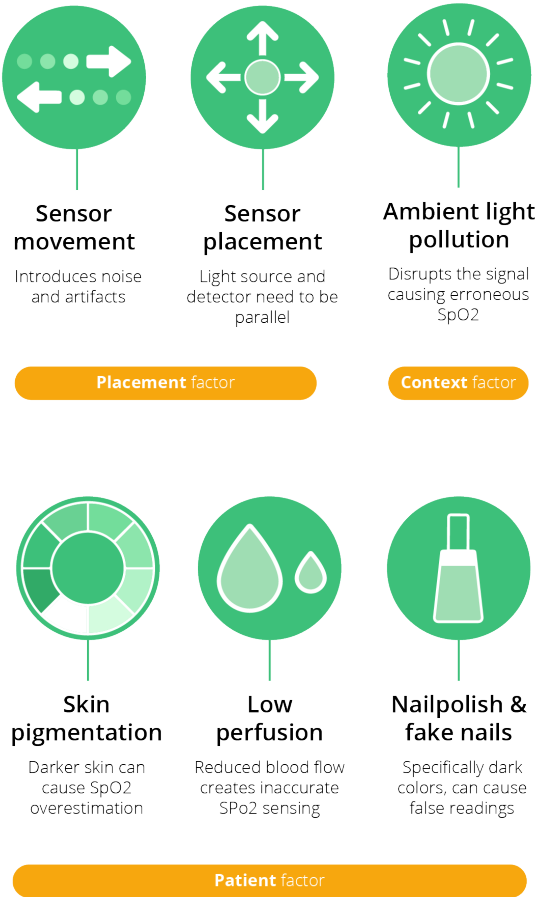 Sensor
movement
Introduces noise
and artifacts
Sensor
placement
Light source and
detector need to be
parallel
Ambient light
pollution
Disrupts the signal
causing erroneous
SpO2
Placement factor
Context factor
Skin
pigmentation
Darker skin can
cause SpO2
overestimation
Low
perfusion
Reduced blood flow
creates inaccurate
SPo2 sensing
Nailpolish &
fake nails
Specifically dark
colors, can cause
false readings
Patient factor